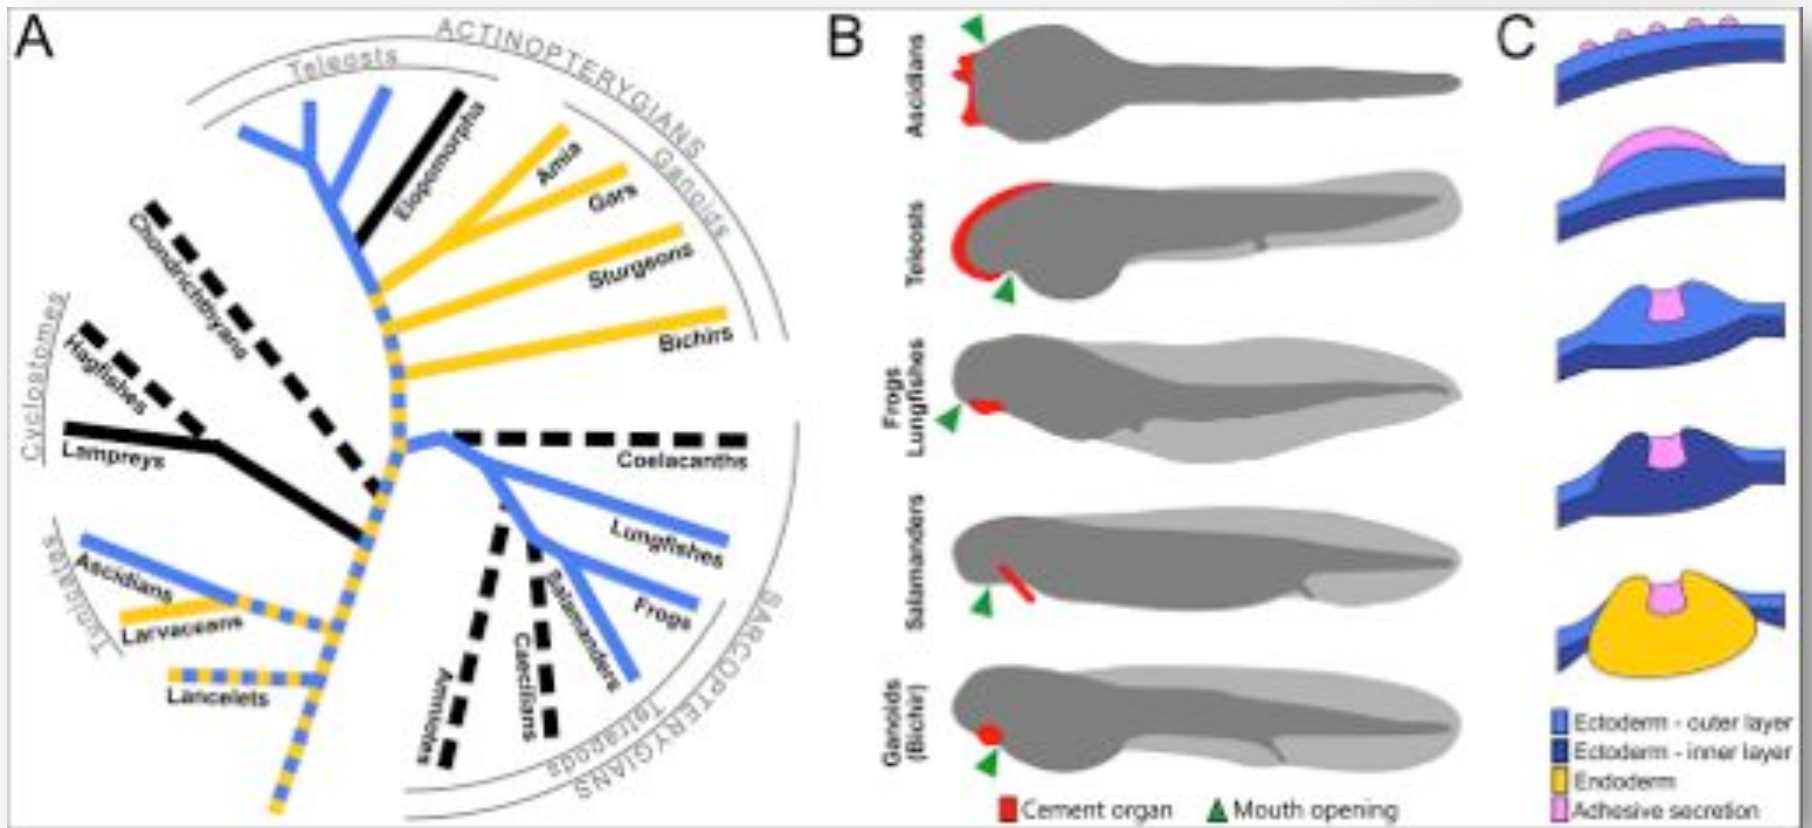 A
ACTINOPTERYGIANS
Teleosts
Elopomorpha
Amia
Gars
Ganoids
Sturgeons
Bichirs
Chondrichthyans
Cyclostomes
Hagfishes
Lampreys
Coelacanths
Lungfishes
Frogs
Salamanders
Caecilians
Amniotes
Tetrapods
SARCOPTERYGIANS
Tunicates
Ascidians
Larvaceans
Lancelets
B
Ascidians
Teleosts
Frogs
Lungfishes
Salamanders
Ganoids
(Bichir)
Cement organ
Mouth opening
C
Ectoderm - outer layer
Ectoderm - inner layer
Endoderm
Adhesive secretion